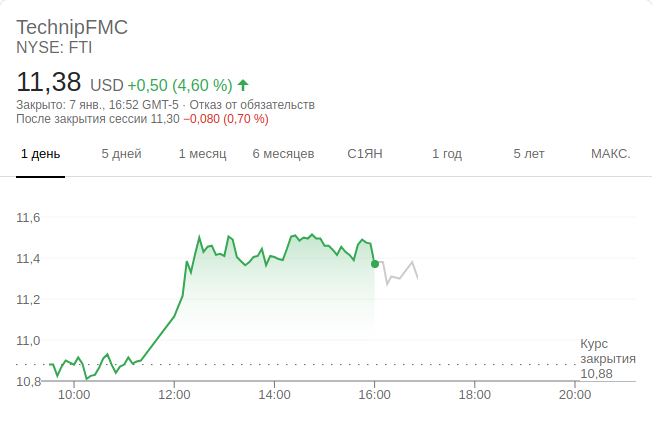 TechnipFMC
NYSE: FTI
11,38 USD +0,50 (4,60 %)
Закрыто: 7 янв., 16:52 GMT-5 · Отказ от обязательств
После закрытия сессии 11,30 −0,080 (0,70 %)
1 день 5 дней 1 месяц 6 месяцев С1ЯН 1 год 5 лет МАКС.
11,6
11,4
11,2
11,0
Курс
закрытия
10,88
10,8
10:00 12:00 14:00 16:00 18:00 20:00